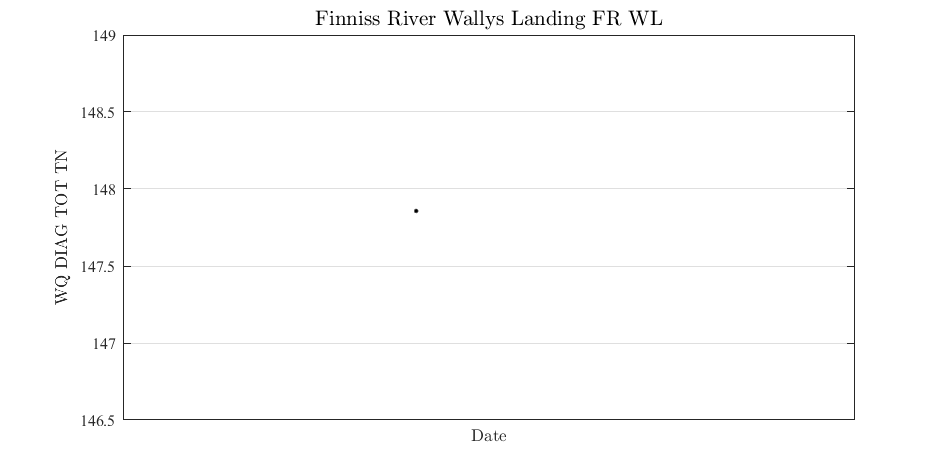 Finniss River Wallys Landing FR WL
149
148.5
148
147.5
147
146.5
WQ DIAG TOT TN
Date